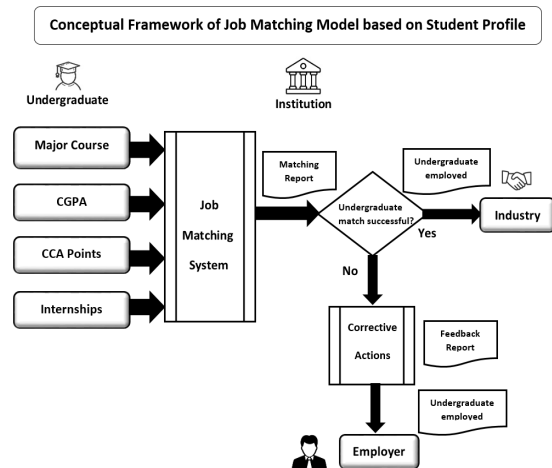 Conceptual Framework of Job Matching Model based on Student Profile
Undergraduate
Institution
Major Course
CGPA
CCA Points
Internships
Job
Matching
System
Matching
Report
Undergraduate
match successful?
Undergraduate
employed
Yes
Industry
No
Corrective
Actions
Feedback
Report
Undergraduate
employed
Employer